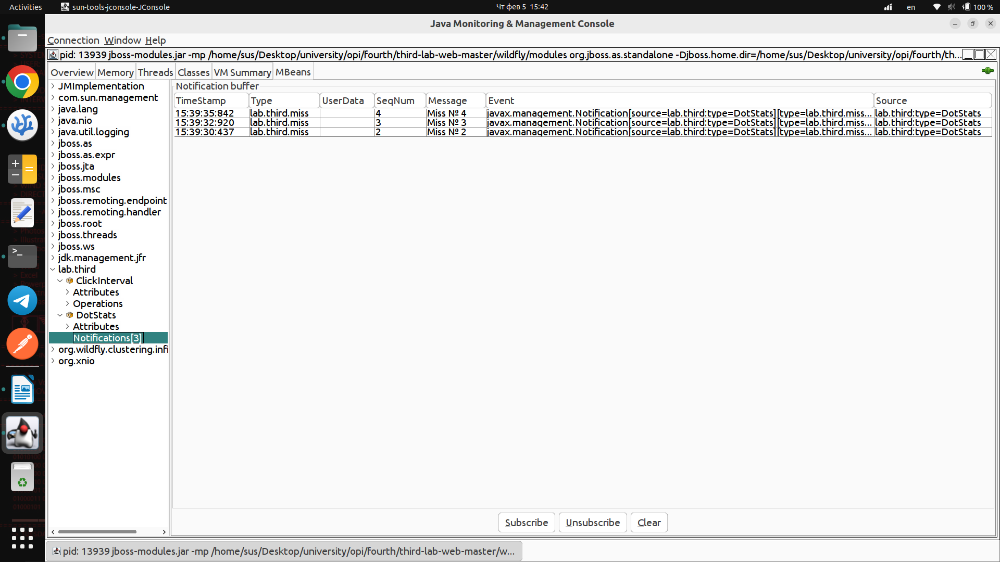 Activities
sun-tools-jconsole-JConsole
Чт фев 5 15:42
en
100 %
Java Monitoring & Management Console
Connection Window Help
pid: 13939 jboss-modules.jar -mp /home/sus/Desktop/university/opi/fourth/third-lab-web-master/wildfly/modules org.jboss.as.standalone -Djboss.home.dir=/home/sus/Desktop/university/opi/fourth/th...
Overview Memory Threads Classes VM Summary MBeans
JMImplementation
com.sun.management
java.lang
java.nio
java.util.logging
jboss.as
jboss.as.expr
jboss.jta
jboss.modules
jboss.msc
jboss.remoting.endpoint
jboss.remoting.handler
jboss.root
jboss.threads
jboss.ws
jdk.management.jfr
lab.third
ClickInterval
Attributes
Operations
DotStats
Attributes
Notifications[3]
org.wildfly.clustering.infi
org.xnio
Notification buffer
TimeStamp Type UserData SeqNum Message Event Source
15:39:35:842 lab.third.miss 4 Miss № 4 javax.management.Notification[source=lab.third:type=DotStats][type=lab.third.miss... lab.third:type=DotStats
15:39:32:920 lab.third.miss 3 Miss № 3 javax.management.Notification[source=lab.third:type=DotStats][type=lab.third.miss... lab.third:type=DotStats
15:39:30:437 lab.third.miss 2 Miss № 2 javax.management.Notification[source=lab.third:type=DotStats][type=lab.third.miss... lab.third:type=DotStats
Subscribe Unsubscribe Clear
pid: 13939 jboss-modules.jar -mp /home/sus/Desktop/university/opi/fourth/third-lab-web-master/w...